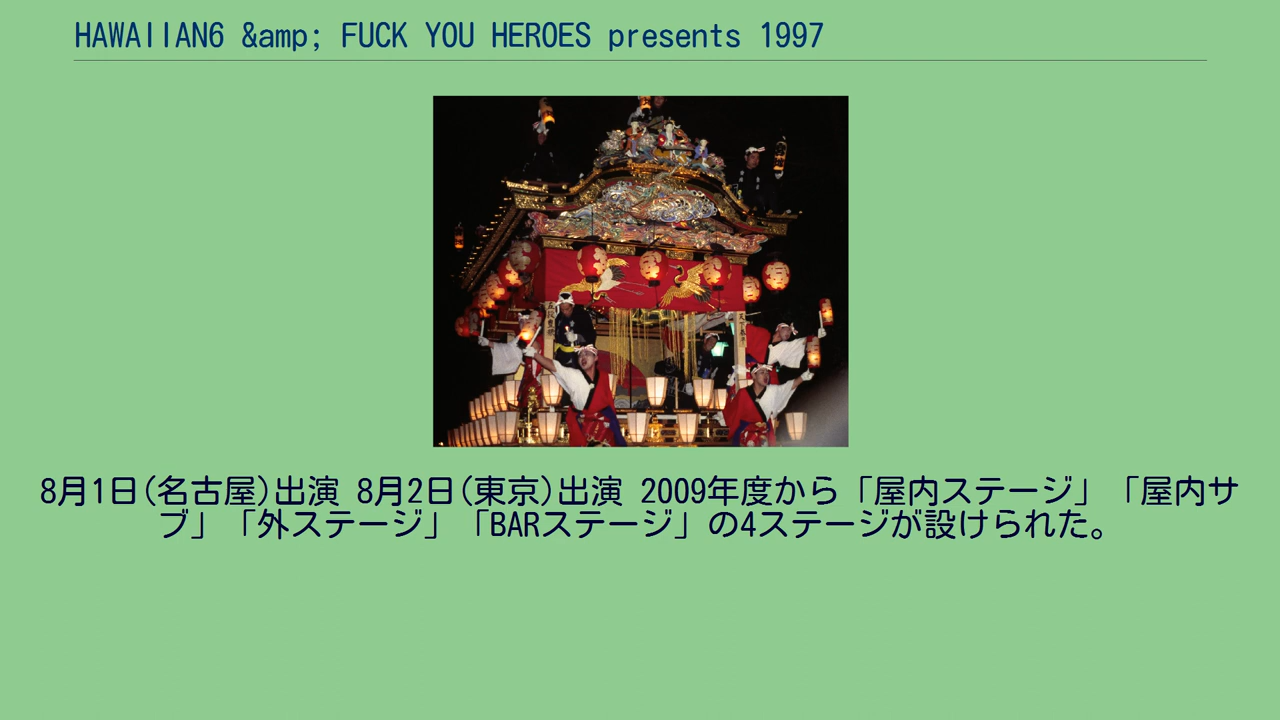 HAWAIIAN6 &amp; FUCK YOU HEROES presents 1997
8月1日(名古屋)出演 8月2日(東京)出演 2009年度から「屋内ステージ」「屋内サ
ブ」「外ステージ」「BARステージ」の4ステージが設けられた。